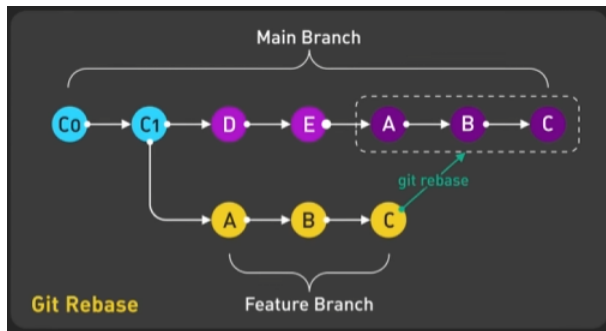 Main Branch
C0 C1 D E A B C
git rebase
A B C
Git Rebase
Feature Branch